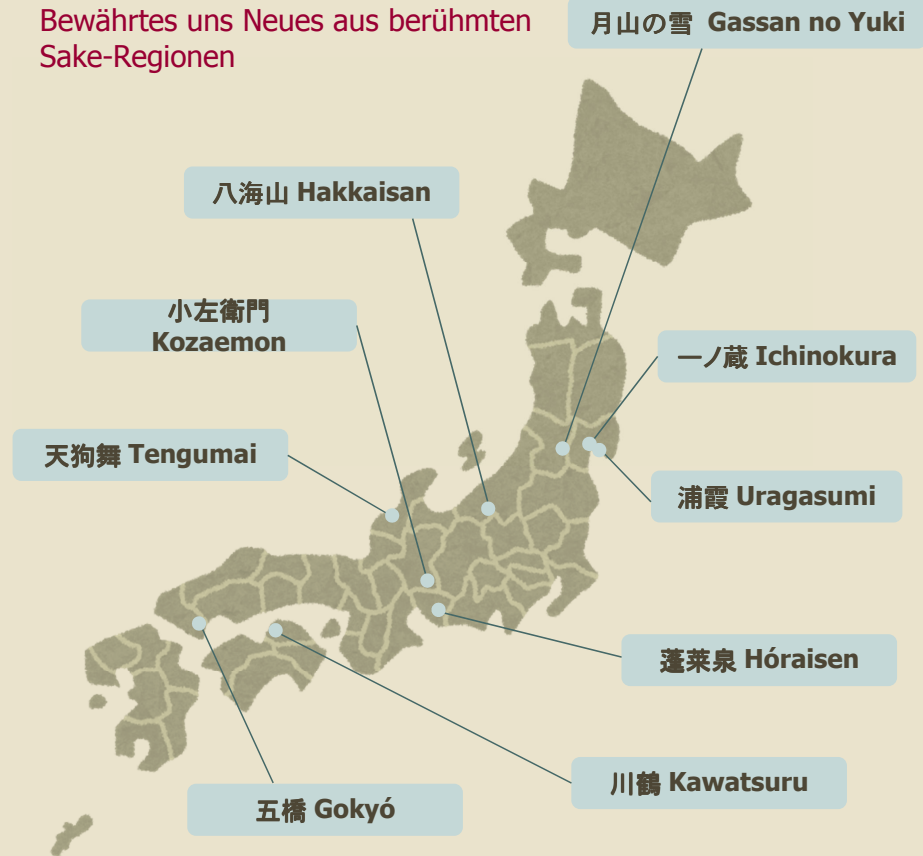 Bewährtes uns Neues aus berühmten
Sake-Regionen
月山の雪 Gassan no Yuki
八海山 Hakkaisan
小左衛門
Kozaemon
一ノ蔵 Ichinokura
天狗舞 Tengumai
浦霞 Uragasumi
蓬莱泉 Hóraisen
川鶴 Kawatsuru
五橋 Gokyó